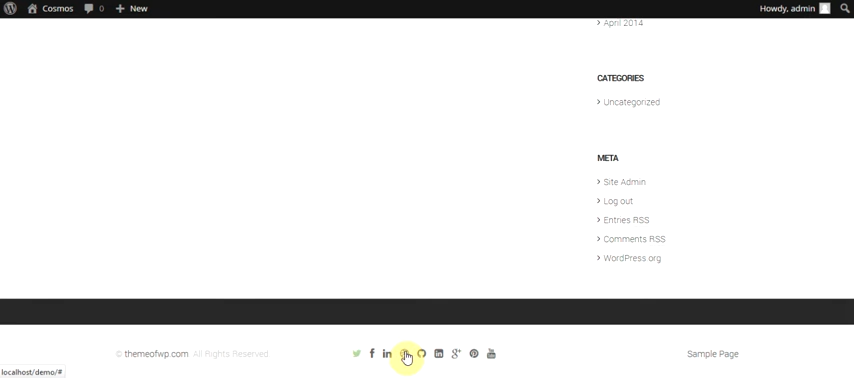 Cosmos 0 New Howdy, admin
April 2014
CATEGORIES
Uncategorized
META
Site Admin
Log out
Entries RSS
Comments RSS
WordPress org
© themeofwp.com. All Rights Reserved
Sample Page
localhost/demo/#